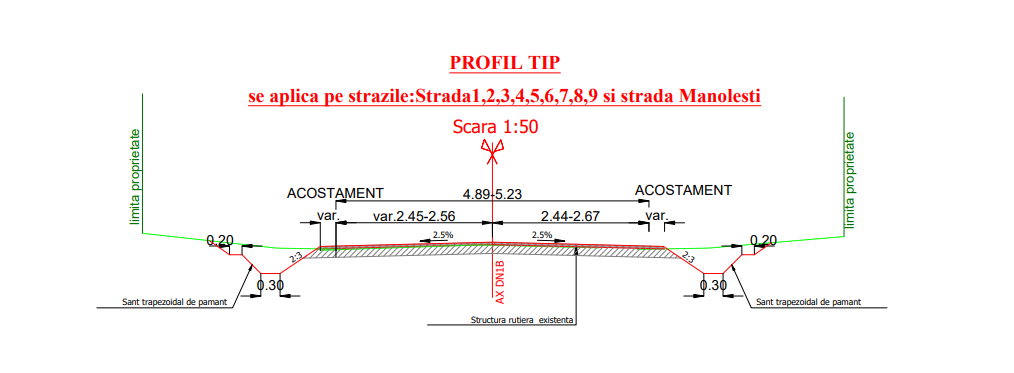 PROFIL TIP
se aplica pe strazile:Strada1,2,3,4,5,6,7,8,9 si strada Manolesti
Scara 1:50
limita proprietate
limita proprietate
ACOSTAMENT
4.89-5.23
ACOSTAMENT
var.
var.2.45-2.56
2.44-2.67
var.
0.20
2.5%
2.5%
0.20
2:3
2:3
0.30
AX DN1B
0.30
Sant trapezoidal de pamant
Sant trapezoidal de pamant
Structura rutiera existenta